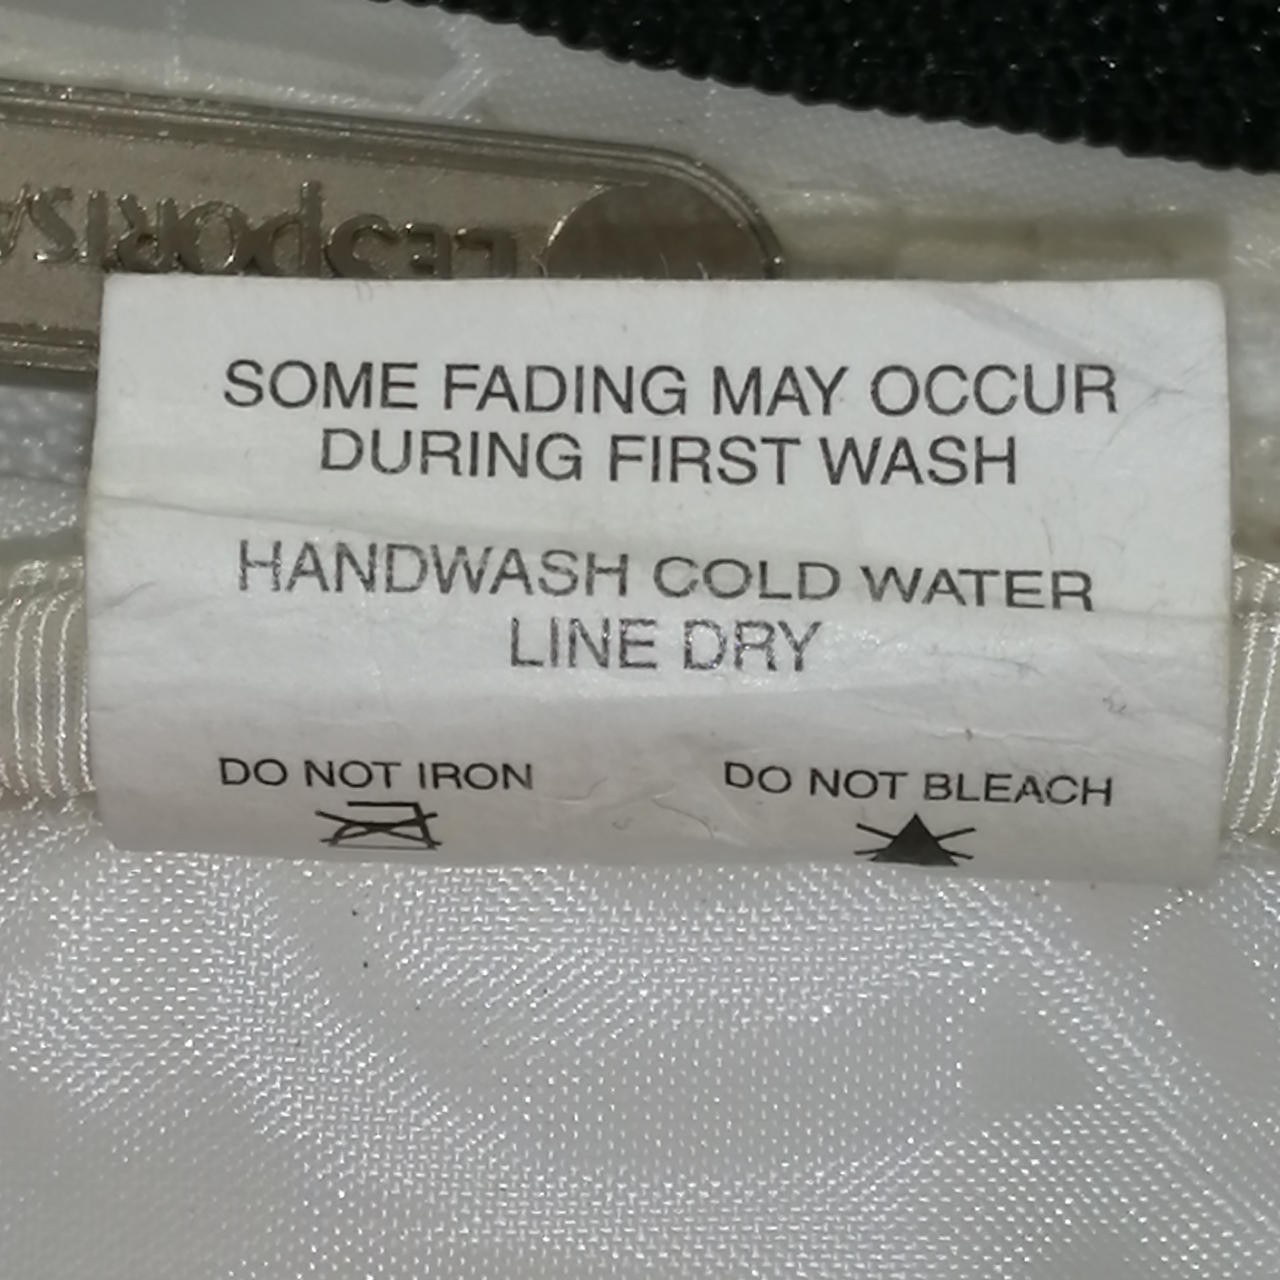 SOME FADING MAY OCCUR
DURING FIRST WASH
HANDWASH COLD WATER
LINE DRY
DO NOT IRON
DO NOT BLEACH